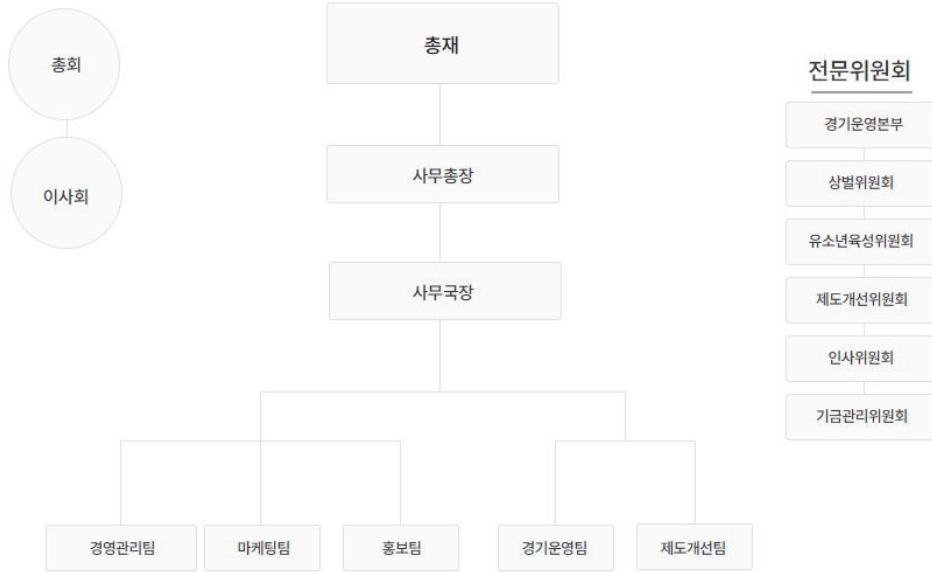 총회
이사회
총재
사무총장
사무국장
경영관리팀
마케팅팀
홍보팀
경기운영팀
제도개선팀
전문위원회
경기운영본부
상벌위원회
유소년육성위원회
제도개선위원회
인사위원회
기금관리위원회